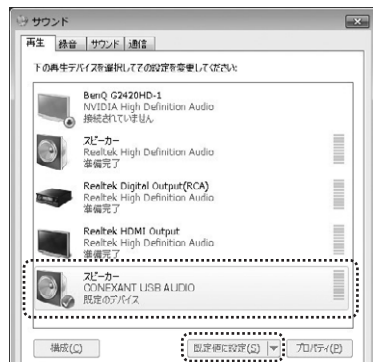 サウンド
再生 録音 サウンド 通信
下の再生デバイスを選択してその設定を変更してください:
BenQ G2420HD-1
NVIDIA High Definition Audio
接続されていません
スピーカー
Realtek High Definition Audio
準備完了
Realtek Digital Output(RCA)
Realtek High Definition Audio
準備完了
Realtek HDMI Output
Realtek High Definition Audio
準備完了
スピーカー
CONEXANT USB AUDIO
既定のデバイス
構成(C) 既定値に設定(S) プロパティ(P)